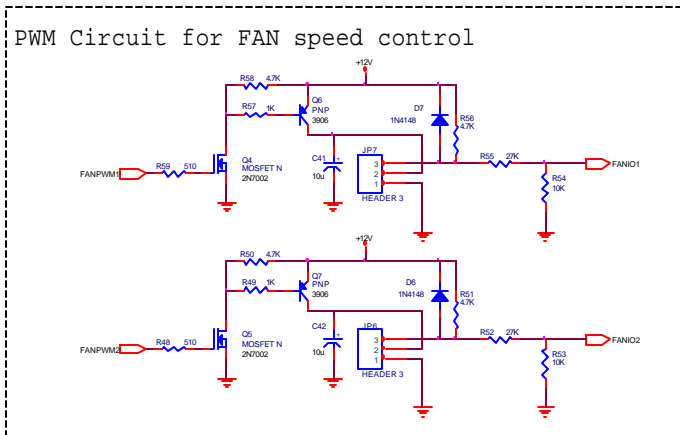 PWM Circuit for FAN speed control
+12V
R58 4.7K
R57 1K
Q6
PNP
3906
D7
1N4148
R56
4.7K
Q4
MOSFET N
2N7002
C41
10u
+
JP7
3
2
1
HEADER 3
R55 27K
FANIO1
R54
10K
FANPWM1
R59 510
+12V
R50 4.7K
R49 1K
Q7
PNP
3906
D6
1N4148
R51
4.7K
Q5
MOSFET N
2N7002
C42
10u
+
JP6
3
2
1
HEADER 3
R52 27K
FANIO2
R53
10K
FANPWM2
R48 510